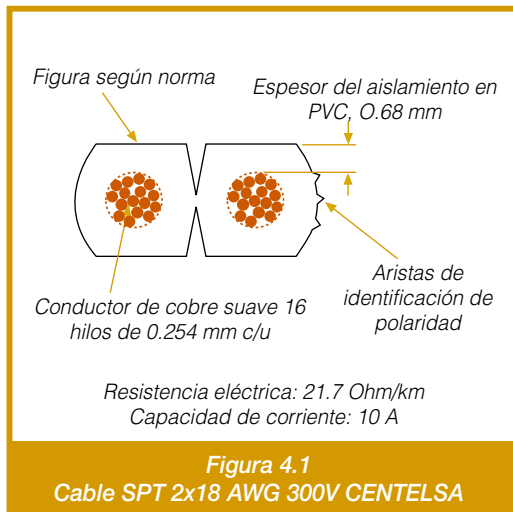 Figura según norma
Espesor del aislamiento en
PVC, O.68 mm
Conductor de cobre suave 16
hilos de 0.254 mm c/u
Aristas de
identificación de
polaridad
Resistencia eléctrica: 21.7 Ohm/km
Capacidad de corriente: 10 A
Figura 4.1
Cable SPT 2x18 AWG 300V CENTELSA